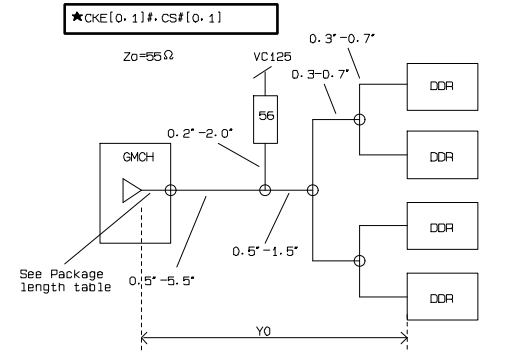 ★CKE[0,1]#,CS#[0,1]
Zo=55Ω
VC125
0.3"-0.7"
0.3-0.7"
DDR
56
0.2"-2.0"
DDR
GMCH
DDR
0.5"-1.5"
See Package
length table
0.5"-5.5"
DDR
Y0